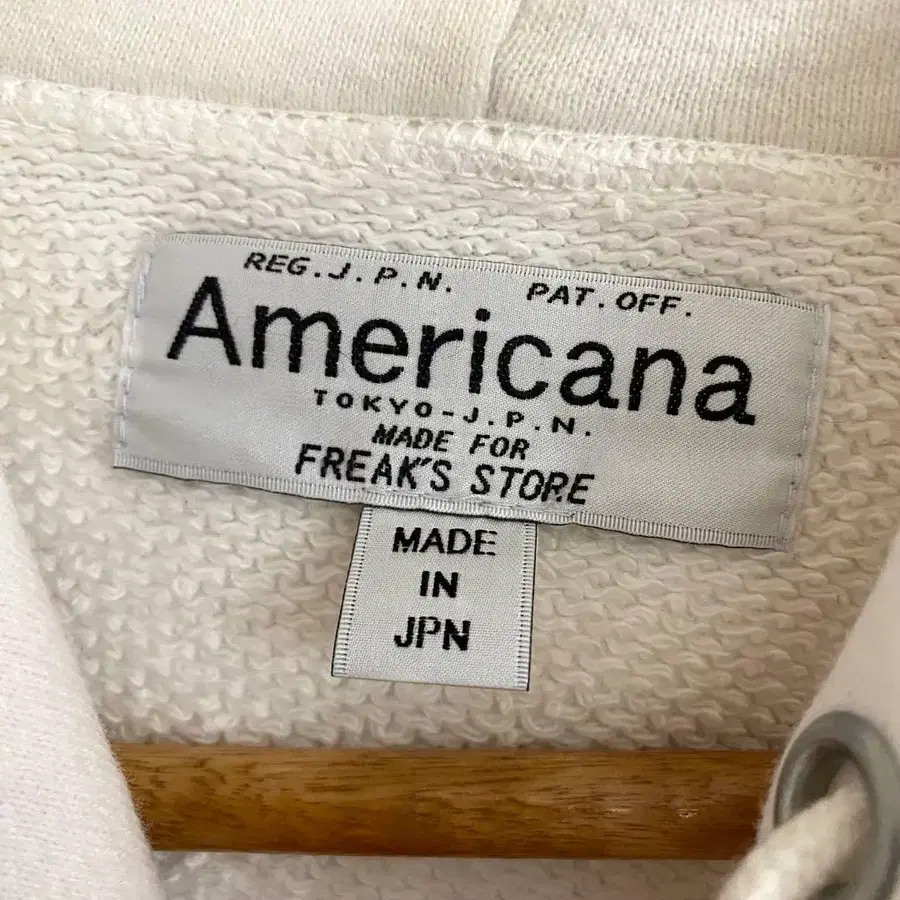 REG.J.P.N. PAT.OFF.
Americana
TOKYO-J.P.N.
MADE FOR
FREAK'S STORE
MADE
IN
JPN